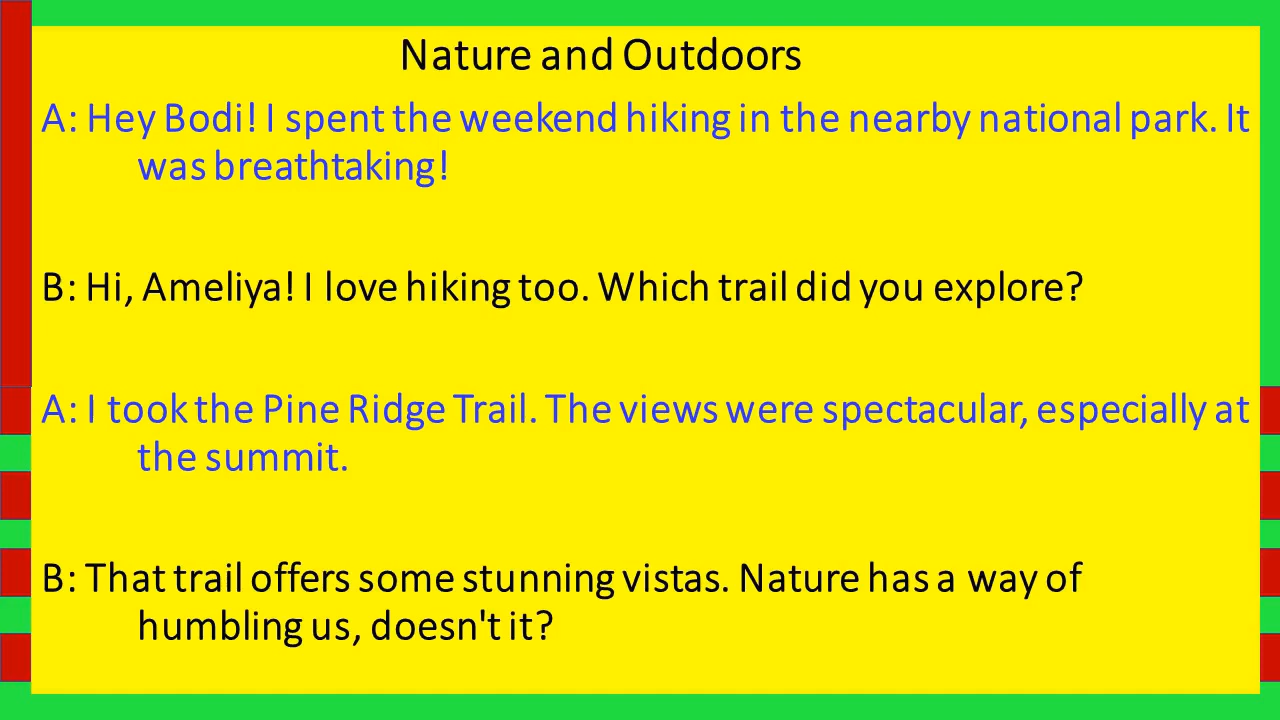 Nature and Outdoors
A: Hey Bodi! I spent the weekend hiking in the nearby national park. It
was breathtaking!
B: Hi, Ameliya! I love hiking too. Which trail did you explore?
A: I took the Pine Ridge Trail. The views were spectacular, especially at
the summit.
B: That trail offers some stunning vistas. Nature has a way of
humbling us, doesn't it?